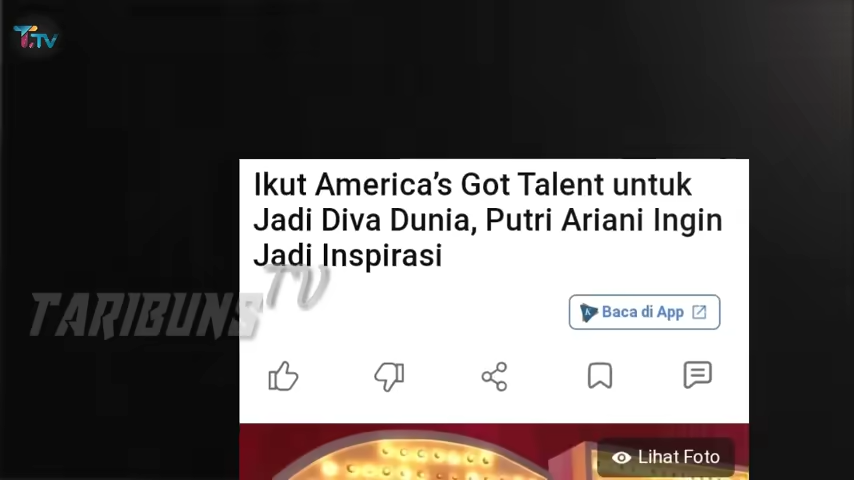 T.TV
Ikut America's Got Talent untuk
Jadi Diva Dunia, Putri Ariani Ingin
Jadi Inspirasi
TARIBUNS TV
Baca di App
Lihat Foto